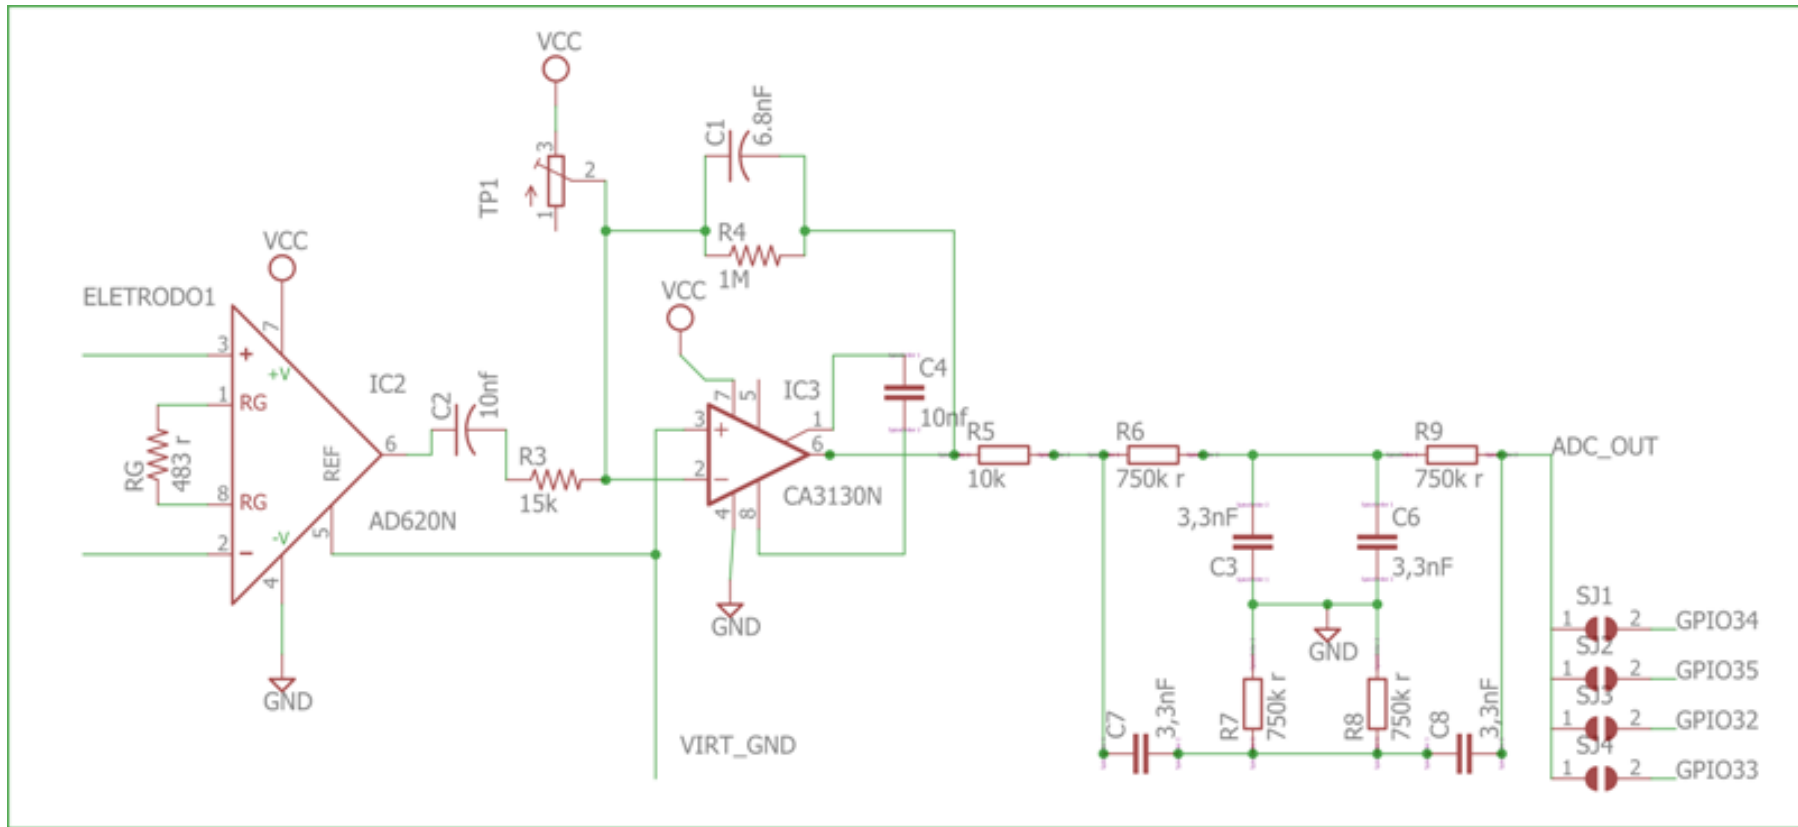 VCC
C1
6.8nF
3
2
TP1
1
R4
1M
VCC
VCC
ELETRODO1
7
3
+
+V
IC2
1
RG
RG
483 r
8
RG
REF
6
2
-
-V
5
4
AD620N
GND
C2
10nf
R3
15k
7
5
IC3
3
+
1
6
2
-
4
8
CA3130N
C4
10nf
GND
VIRT_GND
R5
10k
R6
750k r
R9
750k r
ADC_OUT
3,3nF
C3
C6
3,3nF
GND
C7
3,3nF
R7
750k r
R8
750k r
C8
3,3nF
SJ1
1
2
GPIO34
SJ2
1
2
GPIO35
SJ3
1
2
GPIO32
SJ4
1
2
GPIO33